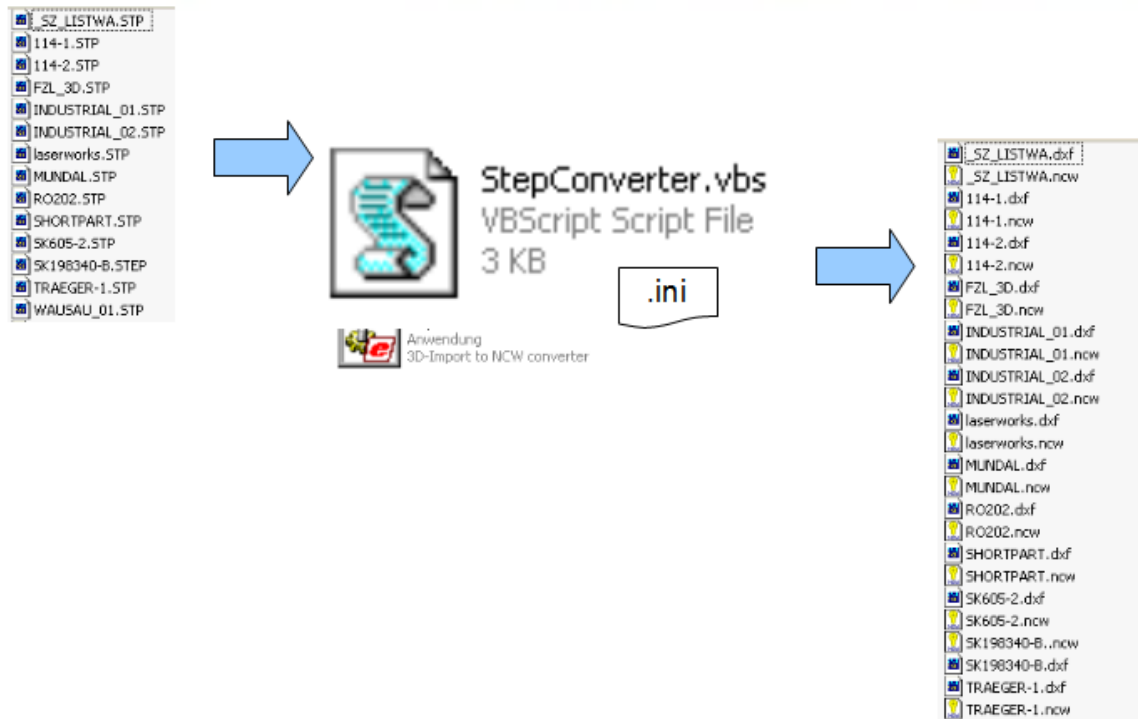 _SZ_LISTWA.STP
114-1.STP
114-2.STP
FZL_3D.STP
INDUSTRIAL_01.STP
INDUSTRIAL_02.STP
laserworks.STP
MUNDAL.STP
RO202.STP
SHORTPART.STP
SK605-2.STP
SK198340-B.STEP
TRAEGER-1.STP
WAUSAU_01.STP
StepConverter.vbs
VBScript Script File
3 KB
.ini
Anwendung
3D-Import to NCW converter
_SZ_LISTWA.dxf
_SZ_LISTWA.ncw
114-1.dxf
114-1.ncw
114-2.dxf
114-2.ncw
FZL_3D.dxf
FZL_3D.ncw
INDUSTRIAL_01.dxf
INDUSTRIAL_01.ncw
INDUSTRIAL_02.dxf
INDUSTRIAL_02.ncw
laserworks.dxf
laserworks.ncw
MUNDAL.dxf
MUNDAL.ncw
RO202.dxf
RO202.ncw
SHORTPART.dxf
SHORTPART.ncw
SK605-2.dxf
SK605-2.ncw
SK198340-B..ncw
SK198340-B.dxf
TRAEGER-1.dxf
TRAEGER-1.ncw